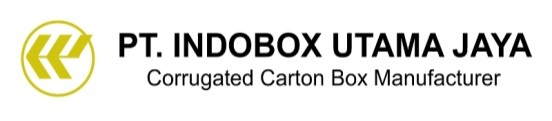 PT. INDOBOX UTAMA JAYA
Corrugated Carton Box Manufacturer